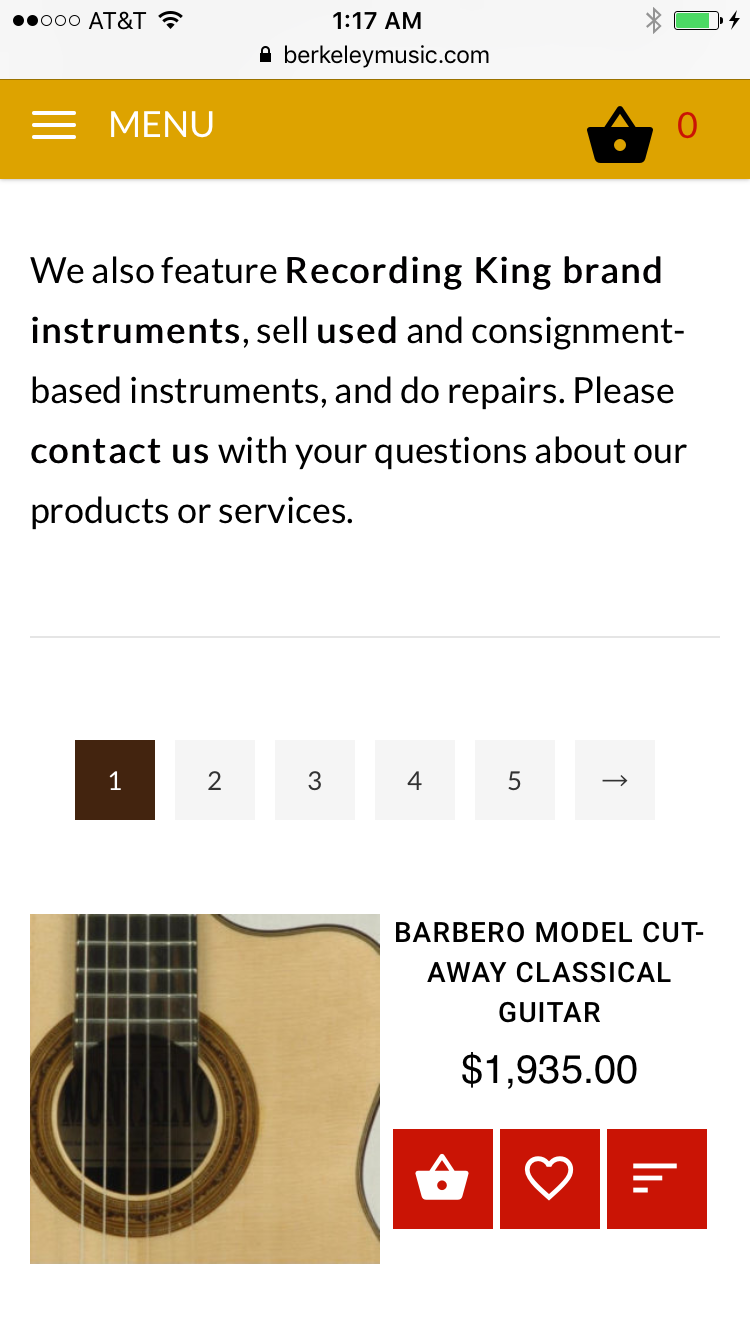 AT&T 1:17 AM
berkeleymusic.com
MENU 0
We also feature Recording King brand
instruments, sell used and consignment-
based instruments, and do repairs. Please
contact us with your questions about our
products or services.
1 2 3 4 5 →
BARBERO MODEL CUT-
AWAY CLASSICAL
GUITAR
$1,935.00
MONTALVO